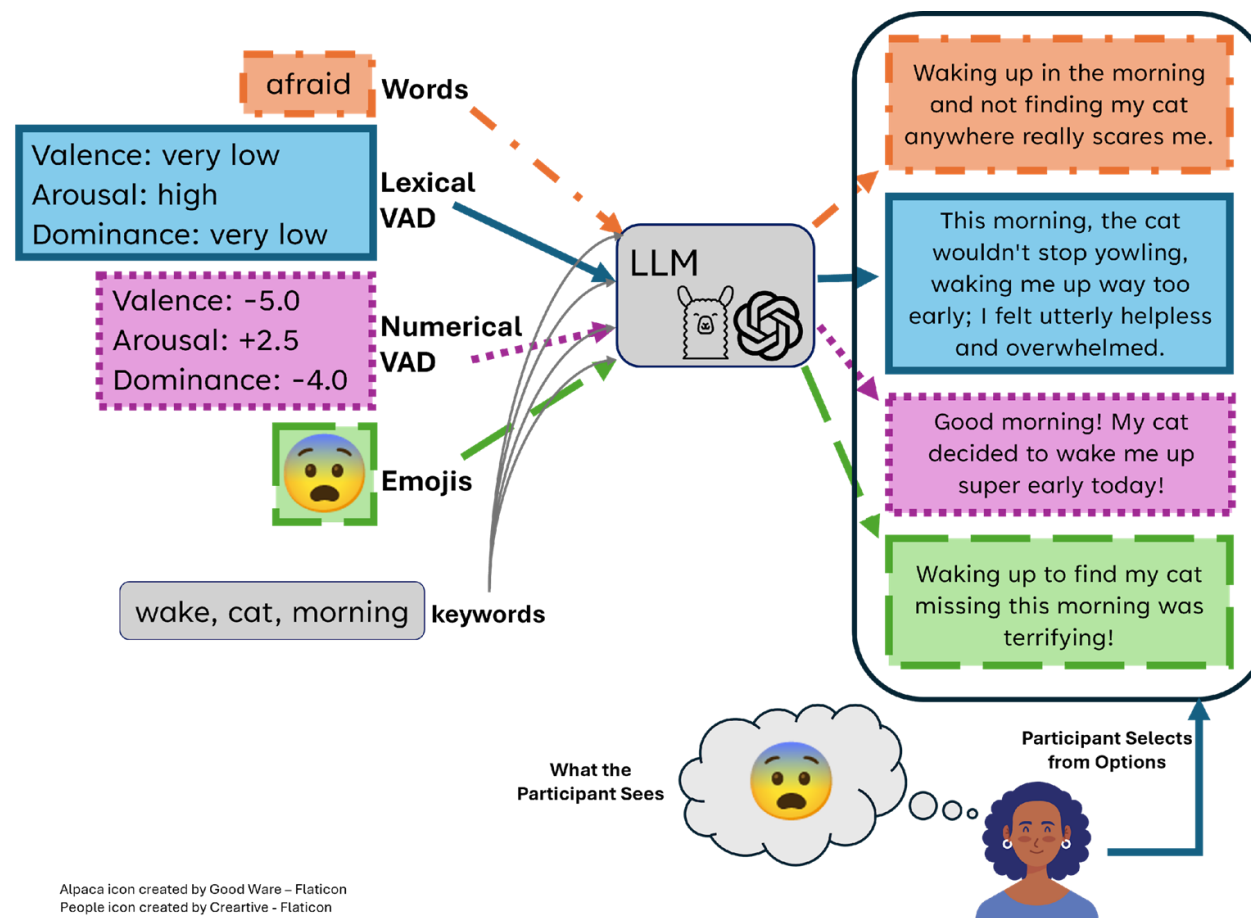 afraid
Words
Valence: very low
Arousal: high
Dominance: very low
Lexical
VAD
Valence: -5.0
Arousal: +2.5
Dominance: -4.0
Numerical
VAD
Emojis
wake, cat, morning
keywords
LLM
Waking up in the morning
and not finding my cat
anywhere really scares me.
This morning, the cat
wouldn't stop yowling,
waking me up way too
early; I felt utterly helpless
and overwhelmed.
Good morning! My cat
decided to wake me up
super early today!
Waking up to find my cat
missing this morning was
terrifying!
What the
Participant Sees
Participant Selects
from Options
Alpaca icon created by Good Ware – Flaticon
People icon created by Creartive - Flaticon